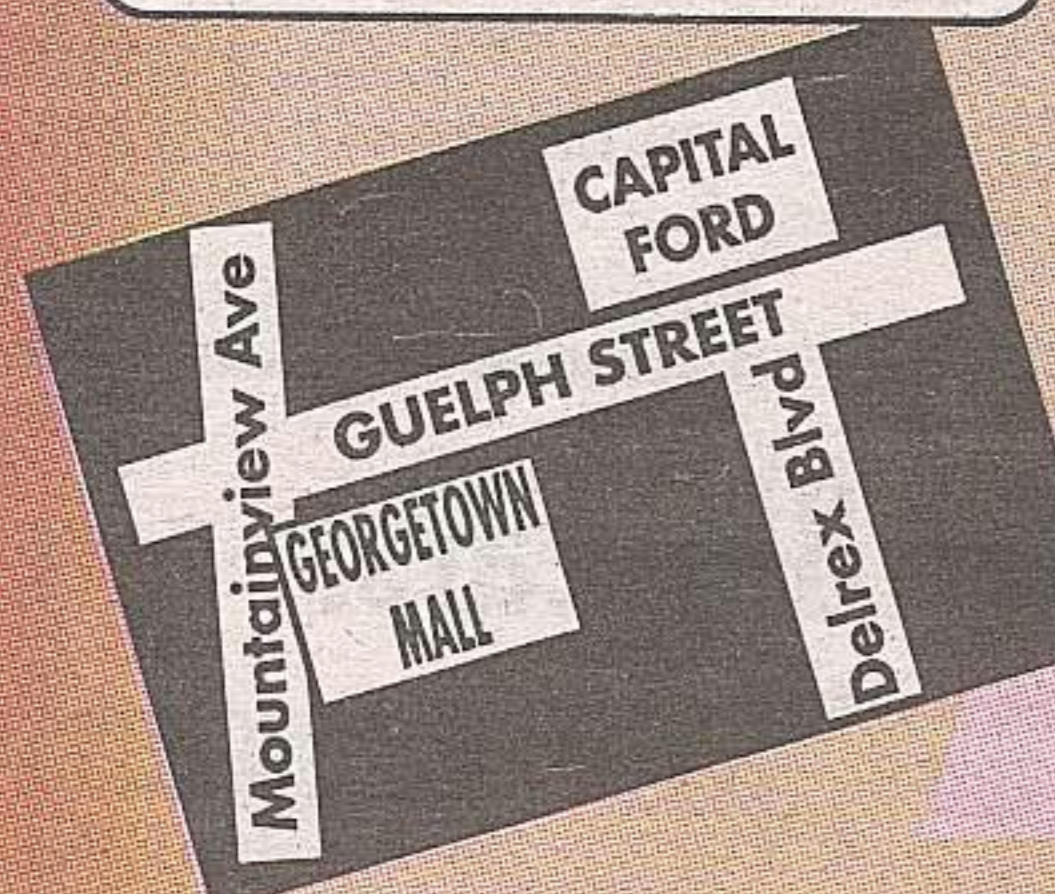 CAPITAL
FORD
Mountainview Ave
GUELPH STREET
Delrex Blvd
GEORGETOWN
MALL